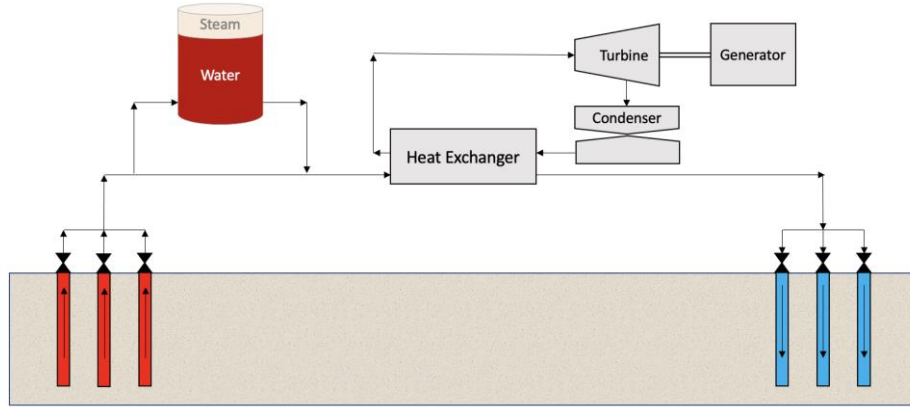 Steam
Water
Turbine
Generator
Condenser
Heat Exchanger